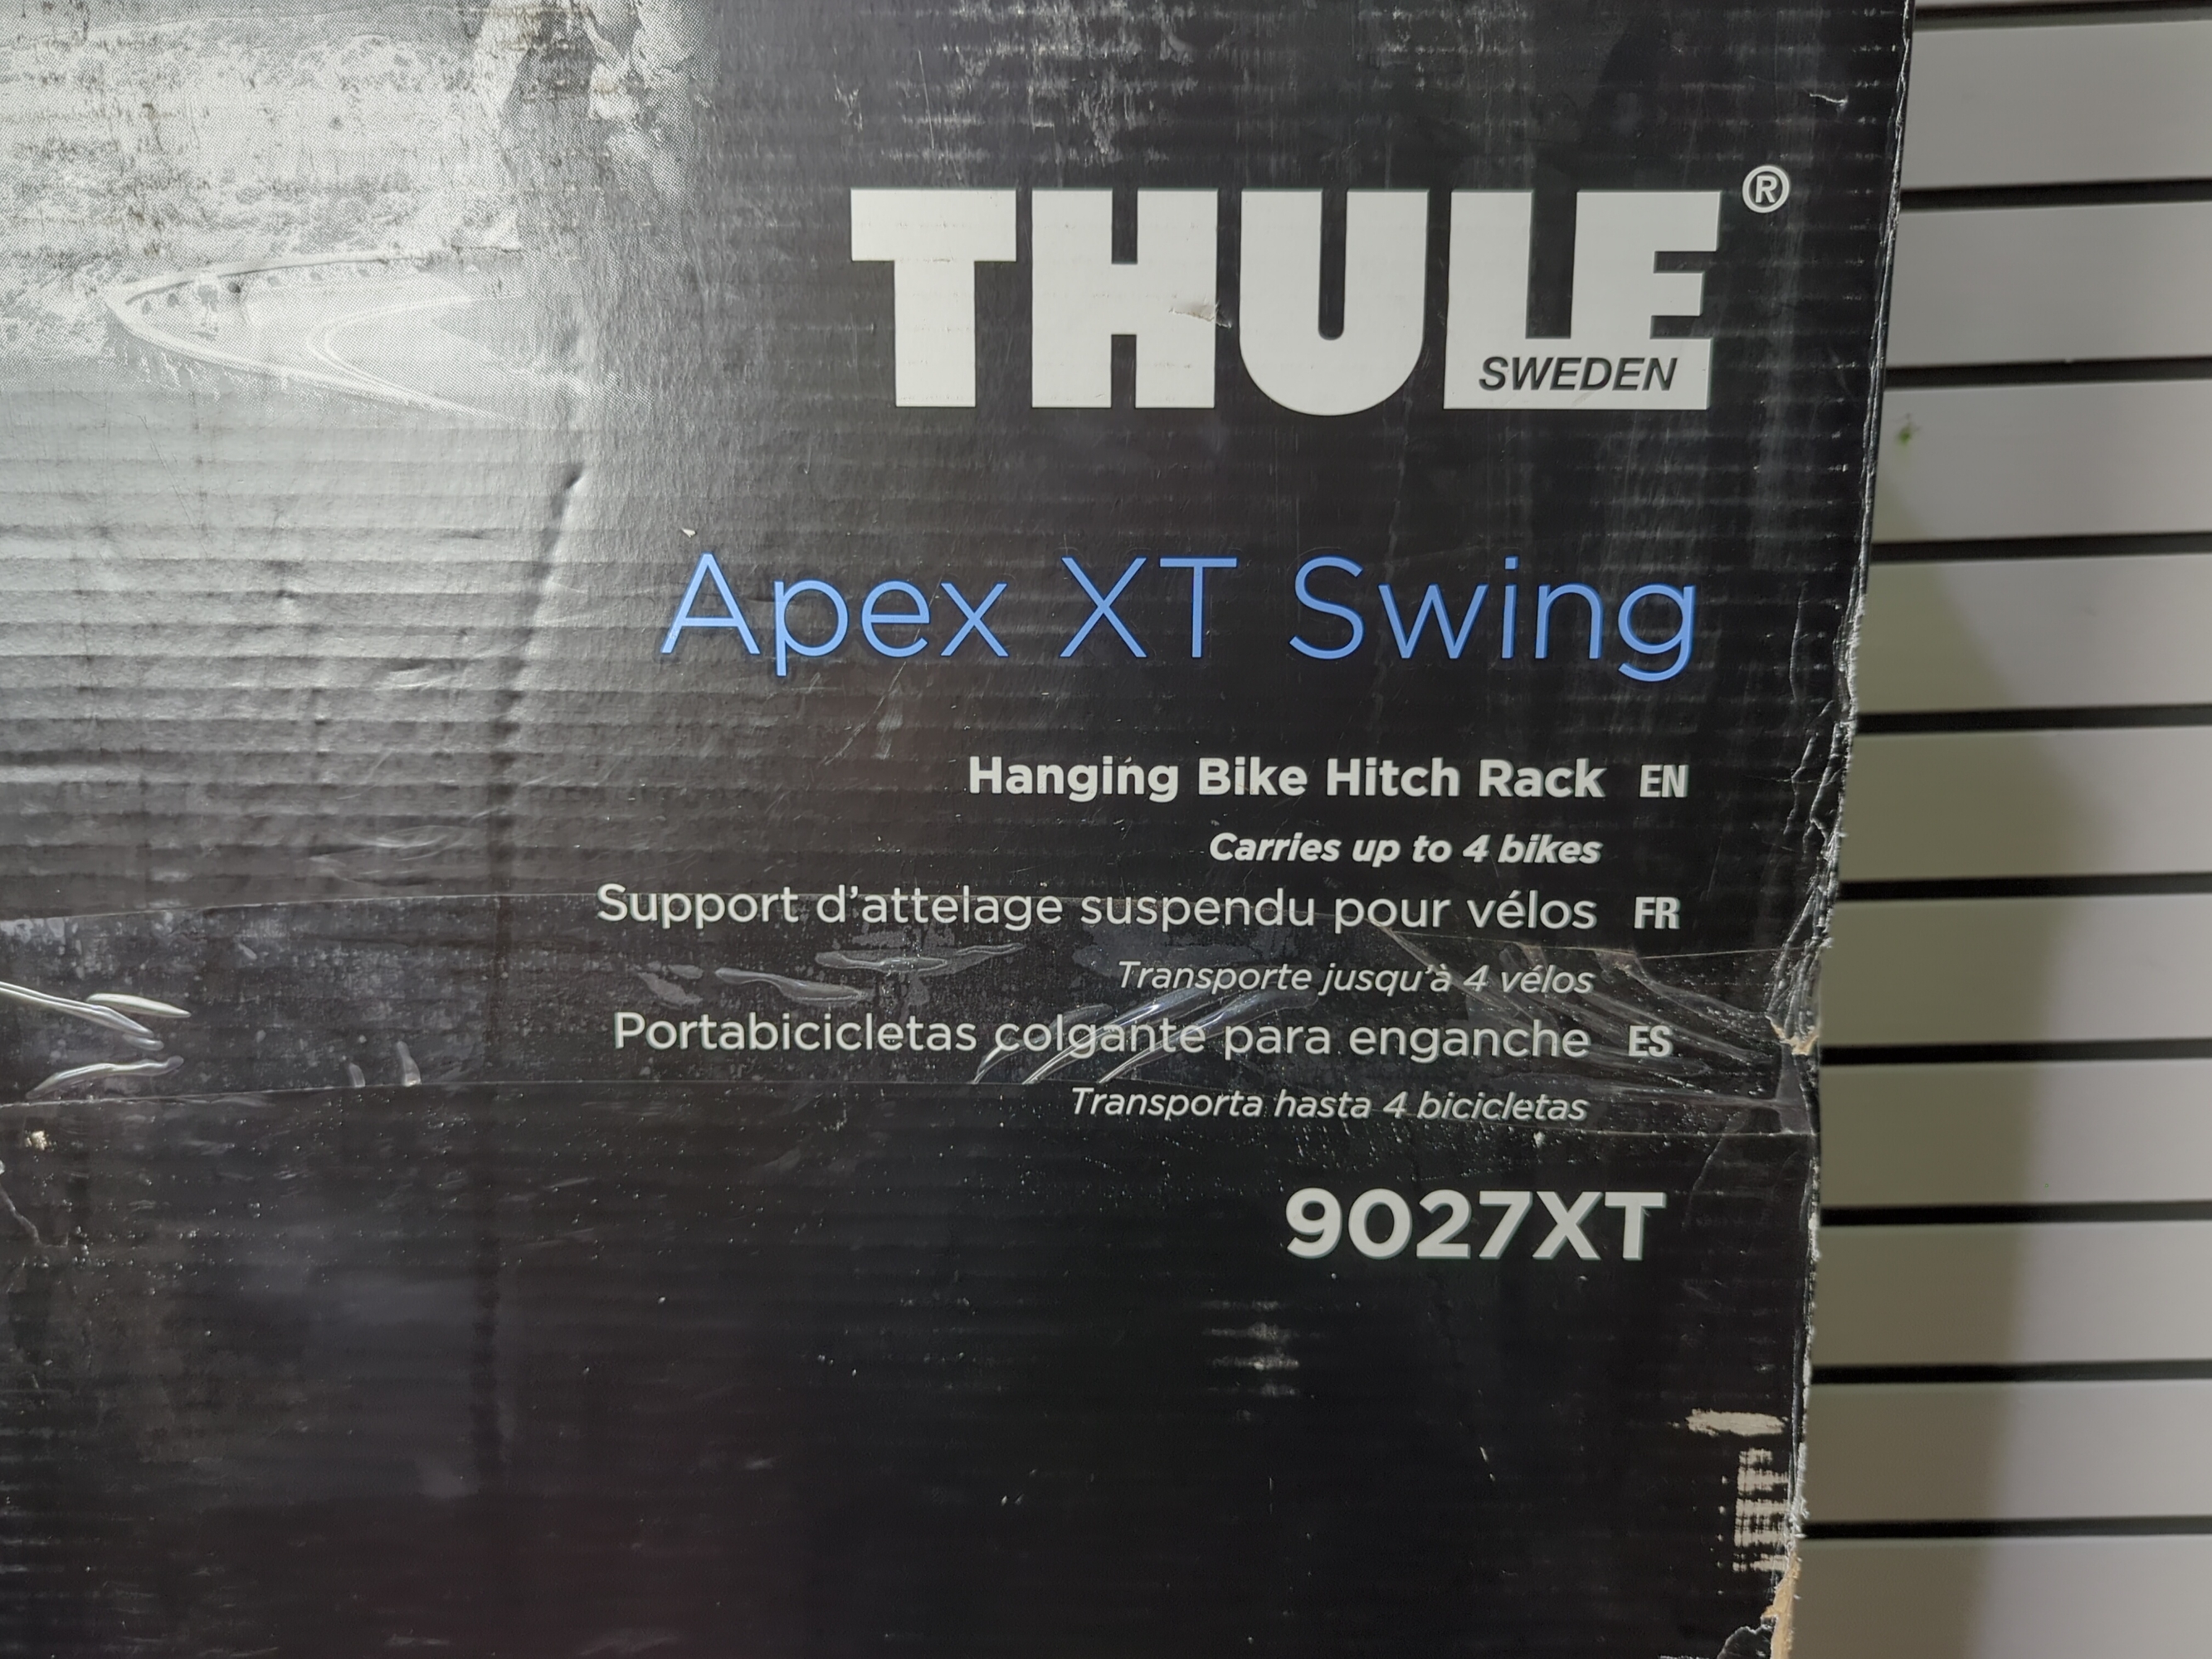 THULE®
SWEDEN
Apex XT Swing
Hanging Bike Hitch Rack EN
Carries up to 4 bikes
Support d’attelage suspendu pour vélos FR
Transporte jusqu’à 4 vélos
Portabicicletas colgante para enganche ES
Transporta hasta 4 bicicletas
9027XT